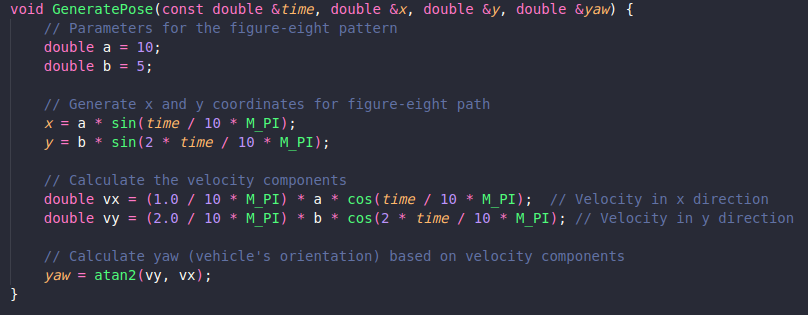 void GeneratePose(const double &time, double &x, double &y, double &yaw) {
    // Parameters for the figure-eight pattern
    double a = 10;
    double b = 5;

    // Generate x and y coordinates for figure-eight path
    x = a * sin(time / 10 * M_PI);
    y = b * sin(2 * time / 10 * M_PI);

    // Calculate the velocity components
    double vx = (1.0 / 10 * M_PI) * a * cos(time / 10 * M_PI);  // Velocity in x direction
    double vy = (2.0 / 10 * M_PI) * b * cos(2 * time / 10 * M_PI); // Velocity in y direction

    // Calculate yaw (vehicle's orientation) based on velocity components
    yaw = atan2(vy, vx);
}